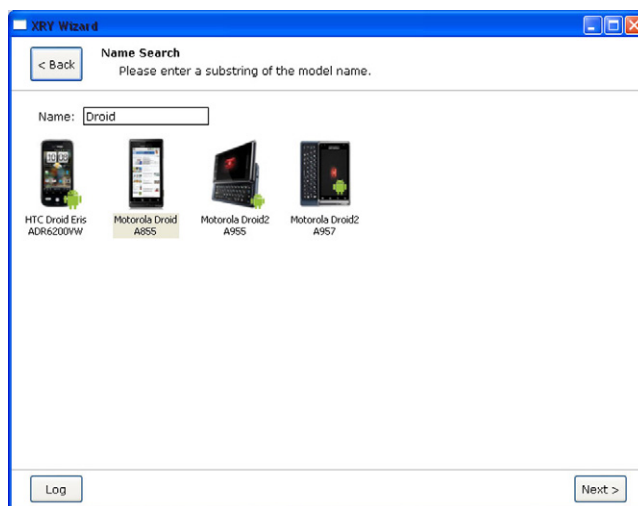 XRY Wizard
< Back
Name Search
Please enter a substring of the model name.
Name: Droid
HTC Droid Eris
ADR6200VW
Motorola Droid
A855
Motorola Droid2
A955
Motorola Droid2
A957
Log
Next >